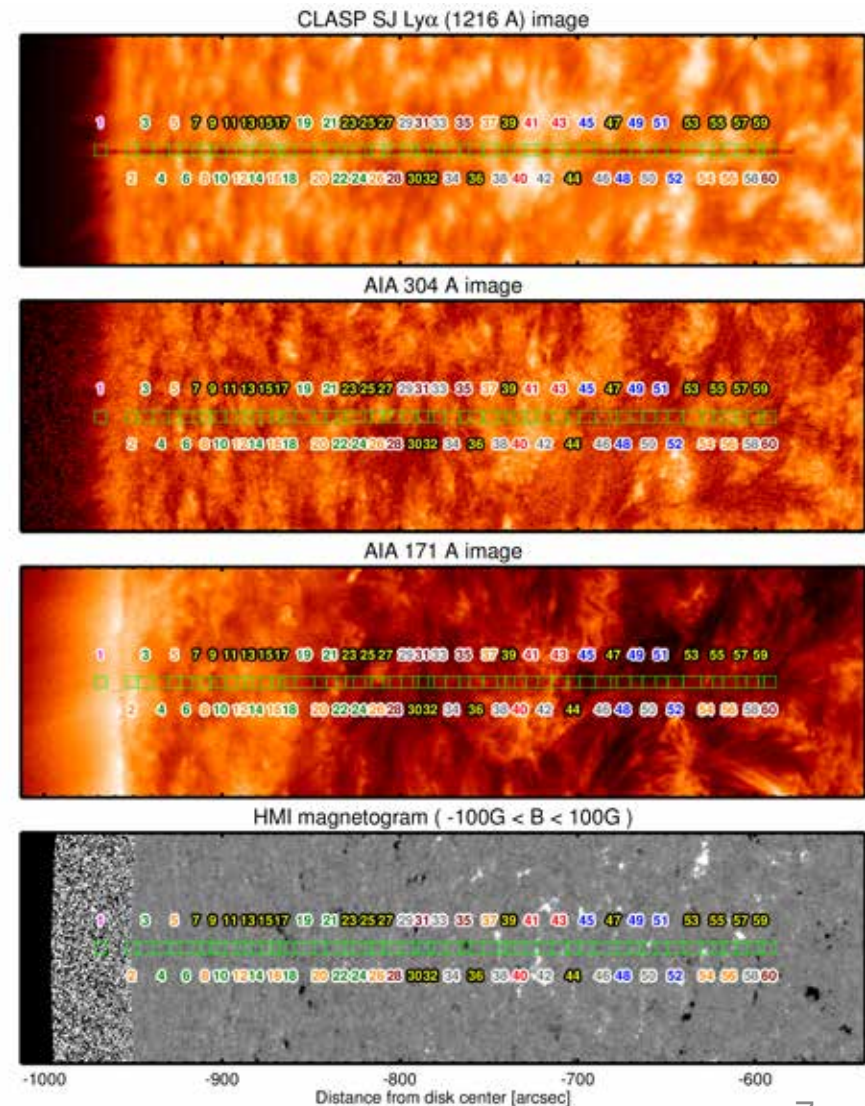 CLASP SJ Lyα (1216 A) image
1 3 5 7 9 11 13 15 17 19 21 23 25 27 29 31 33 35 37 39 41 43 45 47 49 51 53 55 57 59
2 4 6 8 10 12 14 16 18 20 22 24 26 28 30 32 34 36 38 40 42 44 46 48 50 52 54 56 58 60
AIA 304 A image
1 3 5 7 9 11 13 15 17 19 21 23 25 27 29 31 33 35 37 39 41 43 45 47 49 51 53 55 57 59
2 4 6 8 10 12 14 16 18 20 22 24 26 28 30 32 34 36 38 40 42 44 46 48 50 52 54 56 58 60
AIA 171 A image
1 3 5 7 9 11 13 15 17 19 21 23 25 27 29 31 33 35 37 39 41 43 45 47 49 51 53 55 57 59
2 4 6 8 10 12 14 16 18 20 22 24 26 28 30 32 34 36 38 40 42 44 46 48 50 52 54 56 58 60
HMI magnetogram ( -100G < B < 100G )
1 3 5 7 9 11 13 15 17 19 21 23 25 27 29 31 33 35 37 39 41 43 45 47 49 51 53 55 57 59
2 4 6 8 10 12 14 16 18 20 22 24 26 28 30 32 34 36 38 40 42 44 46 48 50 52 54 56 58 60
-1000 -900 -800 -700 -600
Distance from disk center [arcsec]